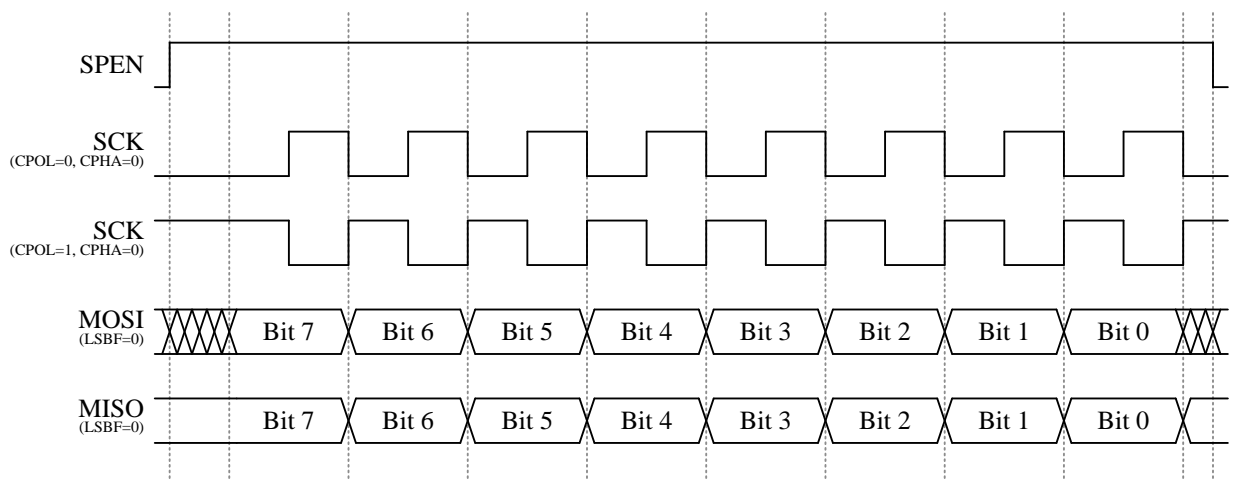 SPEN
SCK
(CPOL=0, CPHA=0)
SCK
(CPOL=1, CPHA=0)
MOSI
(LSBF=0)
Bit 7 Bit 6 Bit 5 Bit 4 Bit 3 Bit 2 Bit 1 Bit 0
MISO
(LSBF=0)
Bit 7 Bit 6 Bit 5 Bit 4 Bit 3 Bit 2 Bit 1 Bit 0